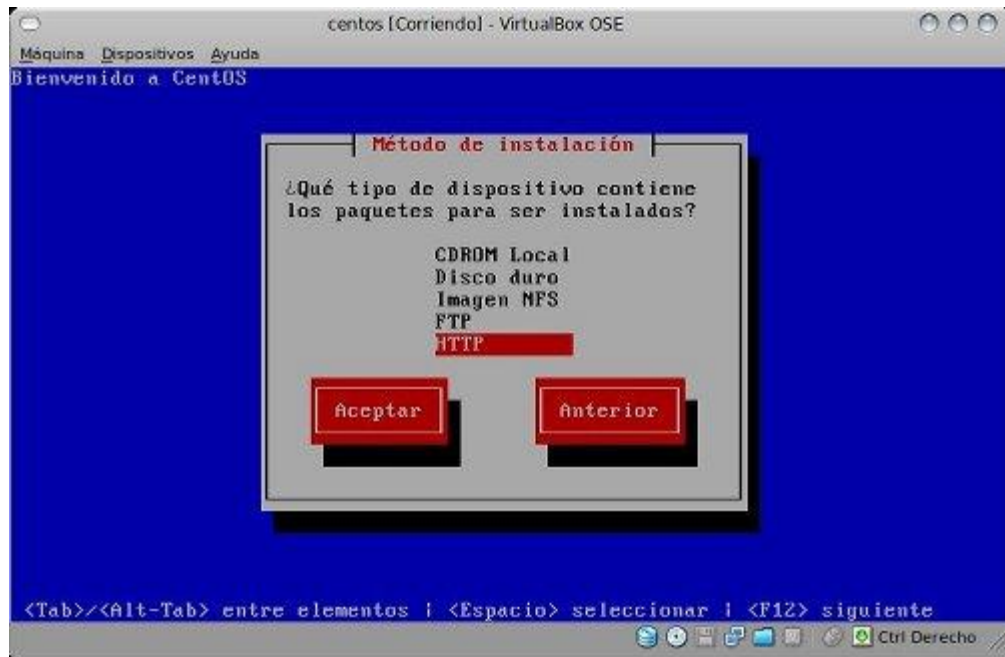 centos [Corriendo] - VirtualBox OSE
Máquina Dispositivos Ayuda
Bienvenido a CentOS
Método de instalación
¿Qué tipo de dispositivo contiene
los paquetes para ser instalados?
CDROM Local
Disco duro
Imagen NFS
FTP
HTTP
Aceptar Anterior
<Tab>/<Alt-Tab> entre elementos | <Espacio> seleccionar | <F12> siguiente
Ctrl Derecho